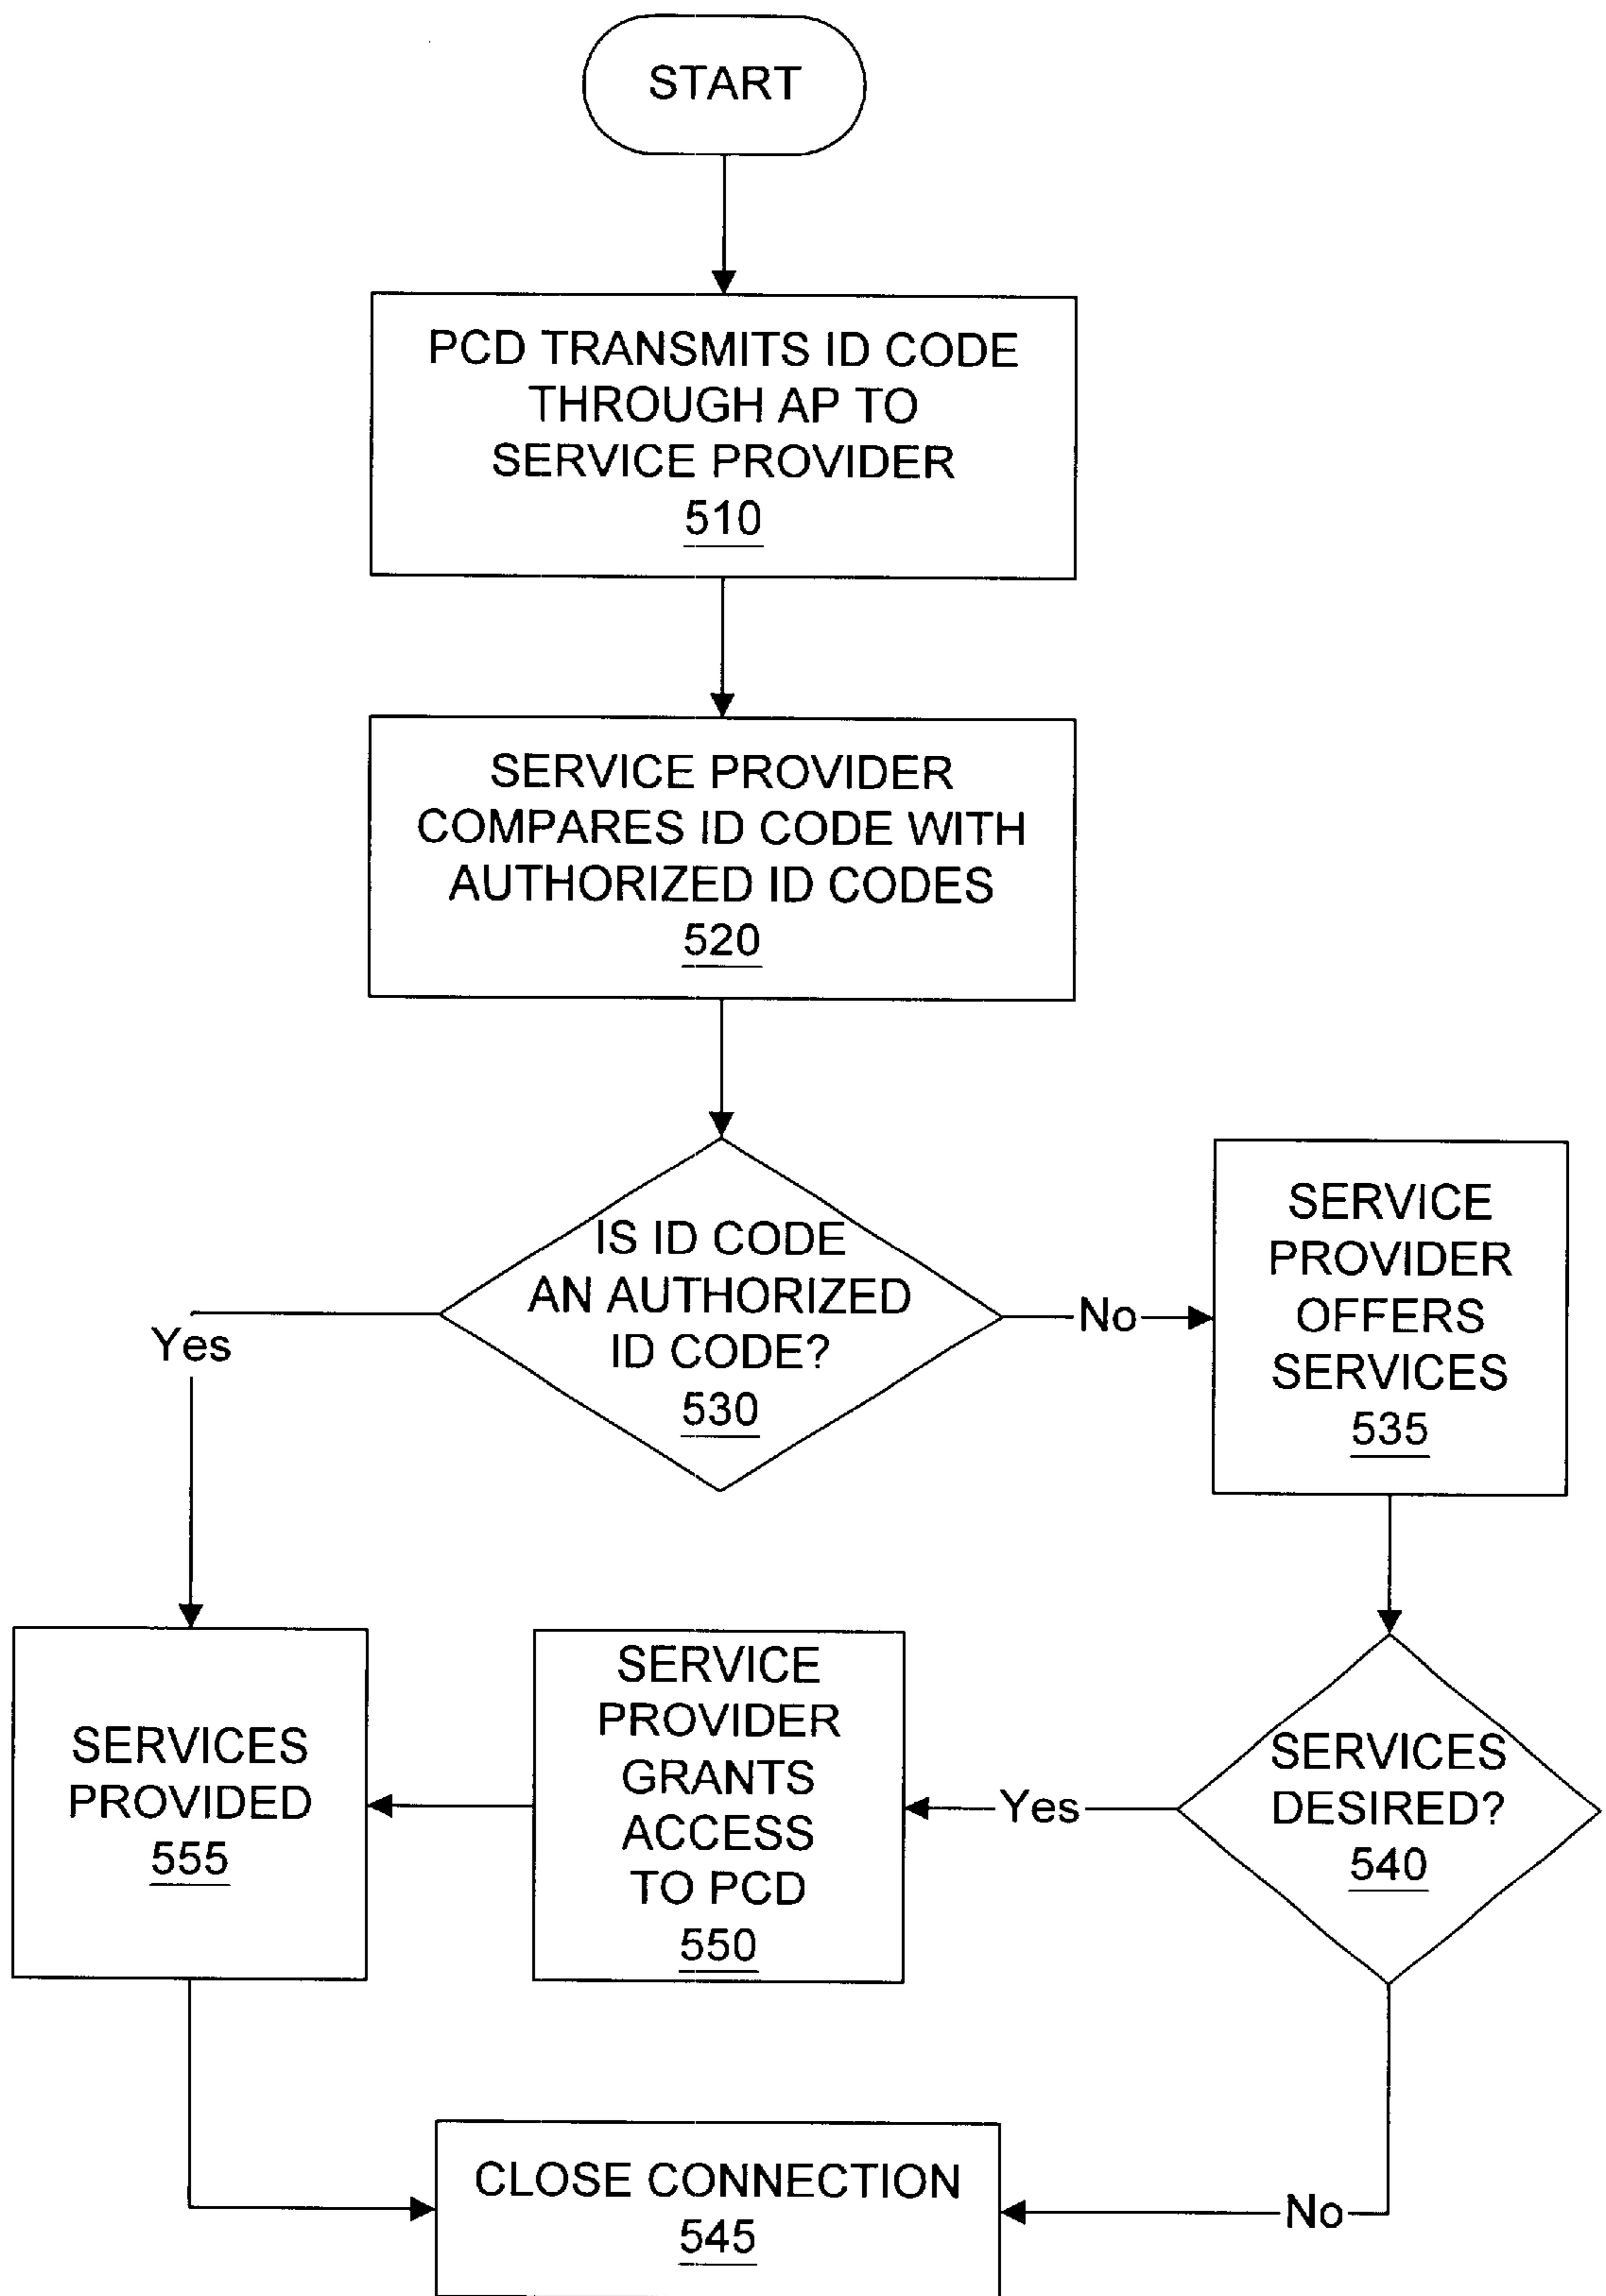 START
PCD TRANSMITS ID CODE
THROUGH AP TO
SERVICE PROVIDER
510
SERVICE PROVIDER
COMPARES ID CODE WITH
AUTHORIZED ID CODES
520
IS ID CODE
AN AUTHORIZED
ID CODE?
530
Yes
No
SERVICE
PROVIDER
OFFERS
SERVICES
535
SERVICES
DESIRED?
540
Yes
SERVICE
PROVIDER
GRANTS
ACCESS
TO PCD
550
SERVICES
PROVIDED
555
No
CLOSE CONNECTION
545